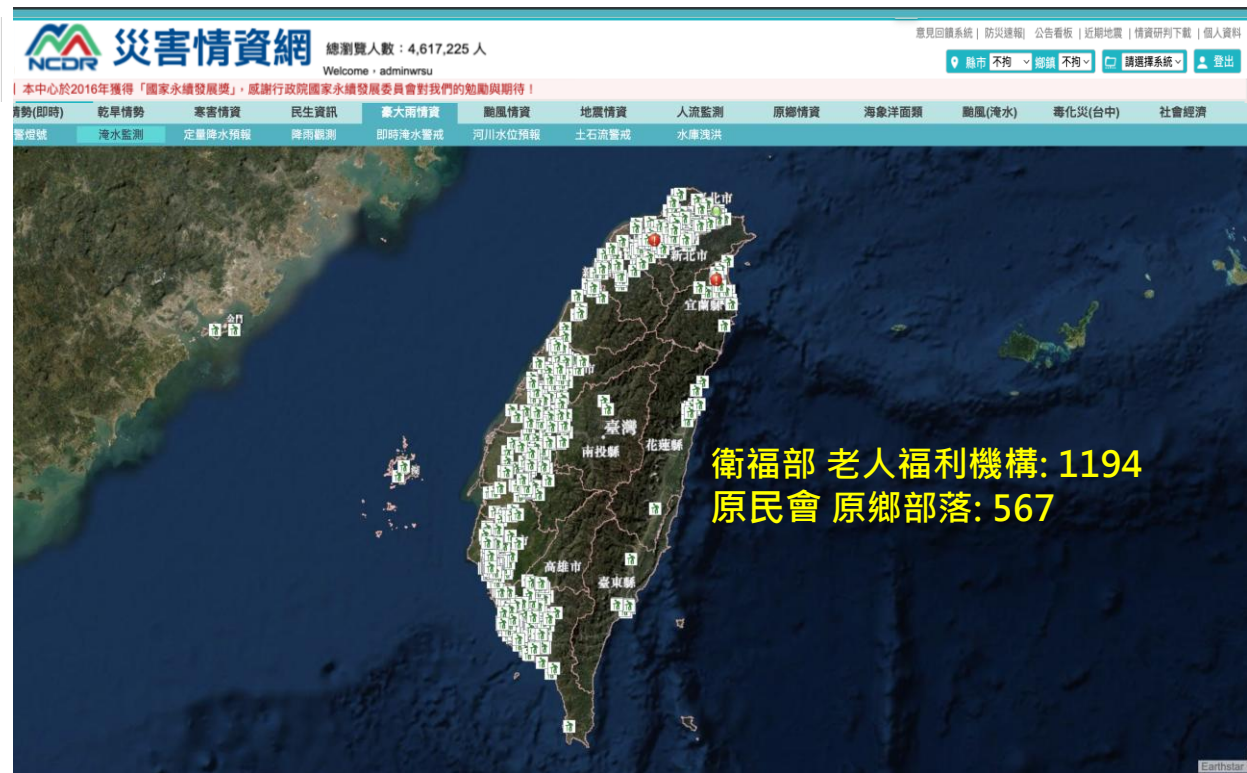 意見回饋系統 | 防災速報 | 公告看板 | 近期地震 | 情資研判下載 | 個人資料
NCDR 災害情資網 總瀏覽人數：4,617,225 人
Welcome，adminwrsu
縣市 不拘 鄉鎮 不拘 請選擇系統 登出
本中心於2016年獲得「國家永續發展獎」，感謝行政院國家永續發展委員會對我們的勉勵與期待！
情勢(即時) 乾旱情勢 寒害情資 民生資訊 豪大雨情資 颱風情資 地震情資 人流監測 原鄉情資 海象洋面類 颱風(淹水) 毒化災(台中) 社會經濟
警燈號 淹水監測 定量降水預報 降雨觀測 即時淹水警戒 河川水位預報 土石流警戒 水庫洩洪
北市
新北市
宜蘭縣
金門
市
臺灣
花蓮縣
南投縣
衛福部 老人福利機構: 1194
原民會 原鄉部落: 567
高雄市
臺東縣
Earthstar